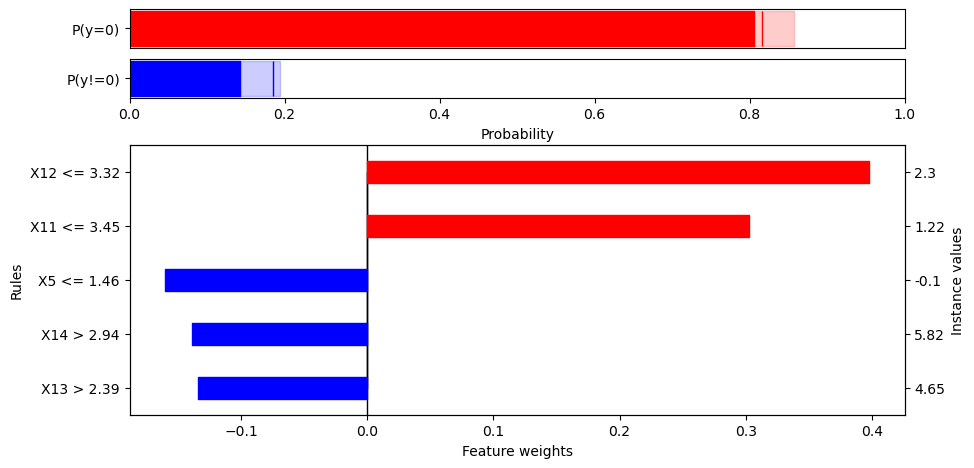 P(y=0)
P(y!=0)
0.0 0.2 0.4 0.6 0.8 1.0
Probability
X12 <= 3.32 2.3
X11 <= 3.45 1.22
X5 <= 1.46 -0.1
X14 > 2.94 5.82
X13 > 2.39 4.65
Rules
Instance values
−0.1 0.0 0.1 0.2 0.3 0.4
Feature weights